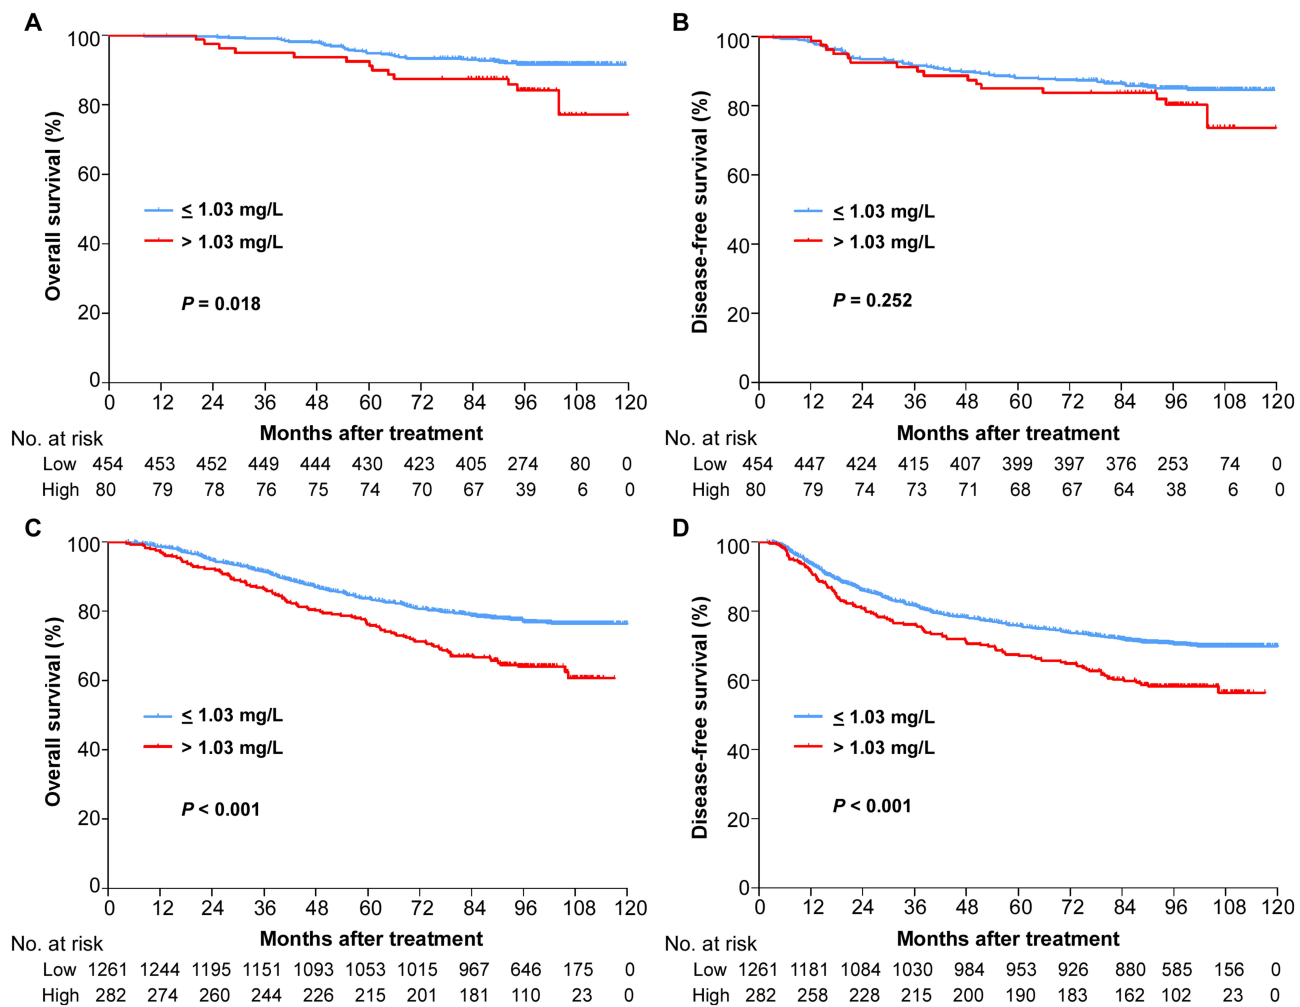 A
Overall survival (%)
100
80
60
40
20
0
≤ 1.03 mg/L
> 1.03 mg/L
P = 0.018
0 12 24 36 48 60 72 84 96 108 120
Months after treatment
No. at risk
Low 454 453 452 449 444 430 423 405 274 80 0
High 80 79 78 76 75 74 70 67 39 6 0
B
Disease-free survival (%)
100
80
60
40
20
0
≤ 1.03 mg/L
> 1.03 mg/L
P = 0.252
0 12 24 36 48 60 72 84 96 108 120
Months after treatment
No. at risk
Low 454 447 424 415 407 399 397 376 253 74 0
High 80 79 74 73 71 68 67 64 38 6 0
C
Overall survival (%)
100
80
60
40
20
0
≤ 1.03 mg/L
> 1.03 mg/L
P < 0.001
0 12 24 36 48 60 72 84 96 108 120
Months after treatment
No. at risk
Low 1261 1244 1195 1151 1093 1053 1015 967 646 175 0
High 282 274 260 244 226 215 201 181 110 23 0
D
Disease-free survival (%)
100
80
60
40
20
0
≤ 1.03 mg/L
> 1.03 mg/L
P < 0.001
0 12 24 36 48 60 72 84 96 108 120
Months after treatment
No. at risk
Low 1261 1181 1084 1030 984 953 926 880 585 156 0
High 282 258 228 215 200 190 183 162 102 23 0